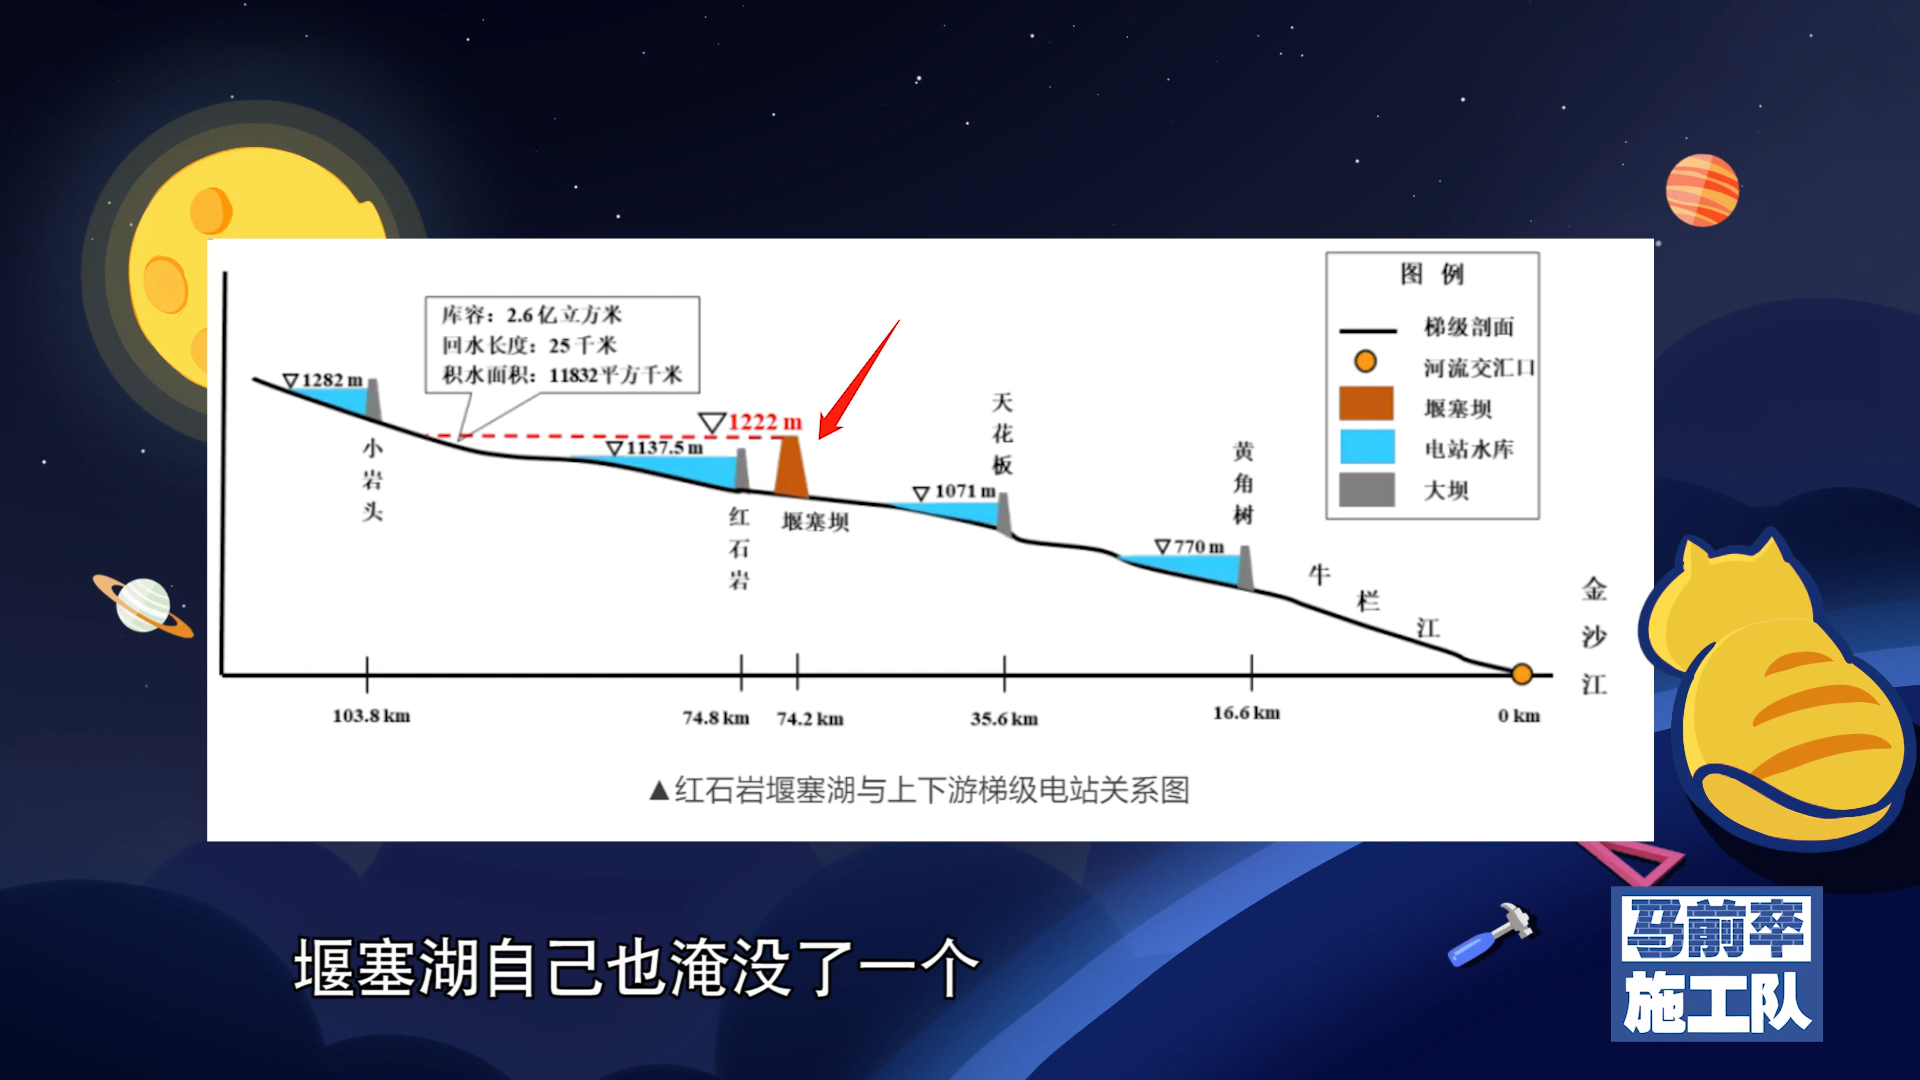 库容：2.6亿立方米
回水长度：25千米
积水面积：11832平方千米
图 例
梯级剖面
河流交汇口
堰塞坝
电站水库
大坝
1282 m
小岩头
1222 m
1137.5 m
红石岩
堰塞坝
1071 m
天花板
770 m
黄角树
牛栏江
金沙江
103.8 km
74.8 km
74.2 km
35.6 km
16.6 km
0 km
▲红石岩堰塞湖与上下游梯级电站关系图
堰塞湖自己也淹没了一个
马前卒
施工队